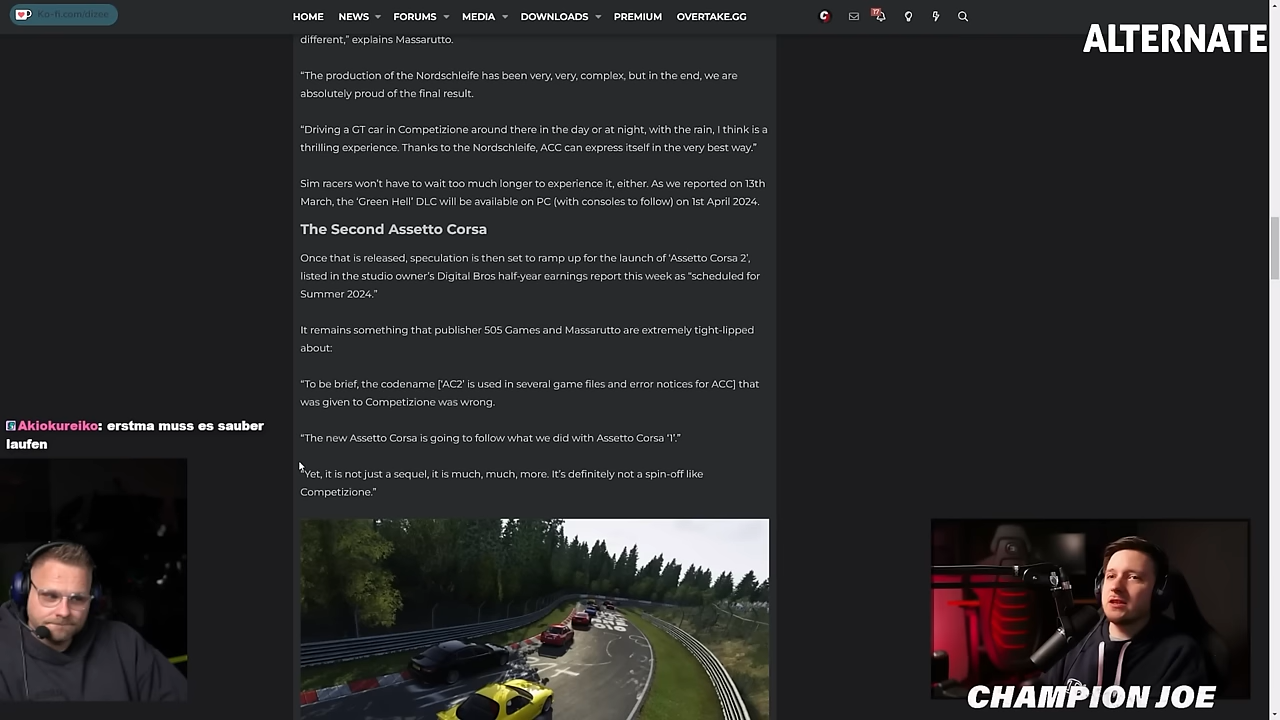 Ko-fi.com/dizee
HOME NEWS FORUMS MEDIA DOWNLOADS PREMIUM OVERTAKE.GG
17
ALTERNATE
different," explains Massarutto.
“The production of the Nordschleife has been very, very, complex, but in the end, we are
absolutely proud of the final result.
“Driving a GT car in Competizione around there in the day or at night, with the rain, I think is a
thrilling experience. Thanks to the Nordschleife, ACC can express itself in the very best way.”
Sim racers won’t have to wait too much longer to experience it, either. As we reported on 13th
March, the ‘Green Hell’ DLC will be available on PC (with consoles to follow) on 1st April 2024.
The Second Assetto Corsa
Once that is released, speculation is then set to ramp up for the launch of ‘Assetto Corsa 2’,
listed in the studio owner’s Digital Bros half-year earnings report this week as “scheduled for
Summer 2024.”
It remains something that publisher 505 Games and Massarutto are extremely tight-lipped
about:
“To be brief, the codename [‘AC2’ is used in several game files and error notices for ACC] that
was given to Competizione was wrong.
“The new Assetto Corsa is going to follow what we did with Assetto Corsa ‘1’.”
“Yet, it is not just a sequel, it is much, much, more. It’s definitely not a spin-off like
Competizione.”
Akiokureiko: erstma muss es sauber
laufen
CHAMPION JOE